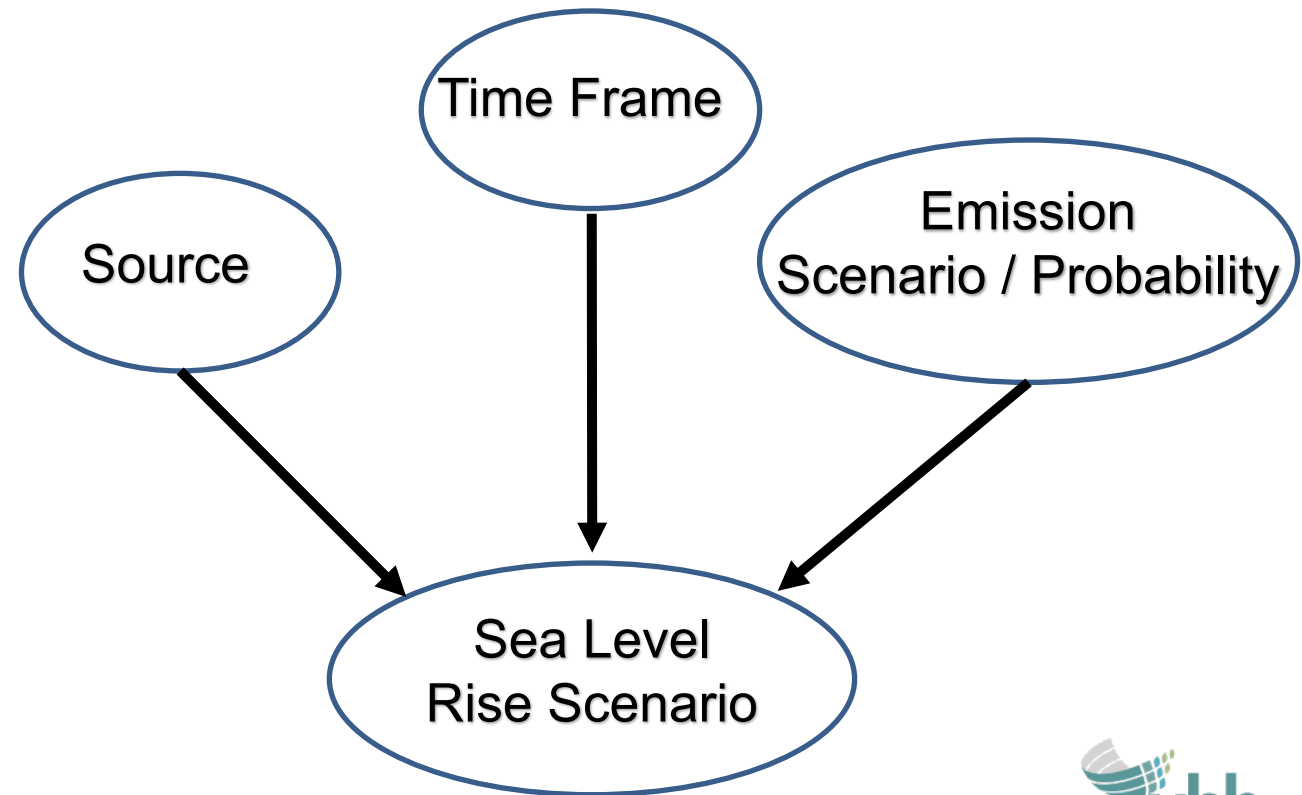 Time Frame
Source
Emission
Scenario / Probability
Sea Level
Rise Scenario